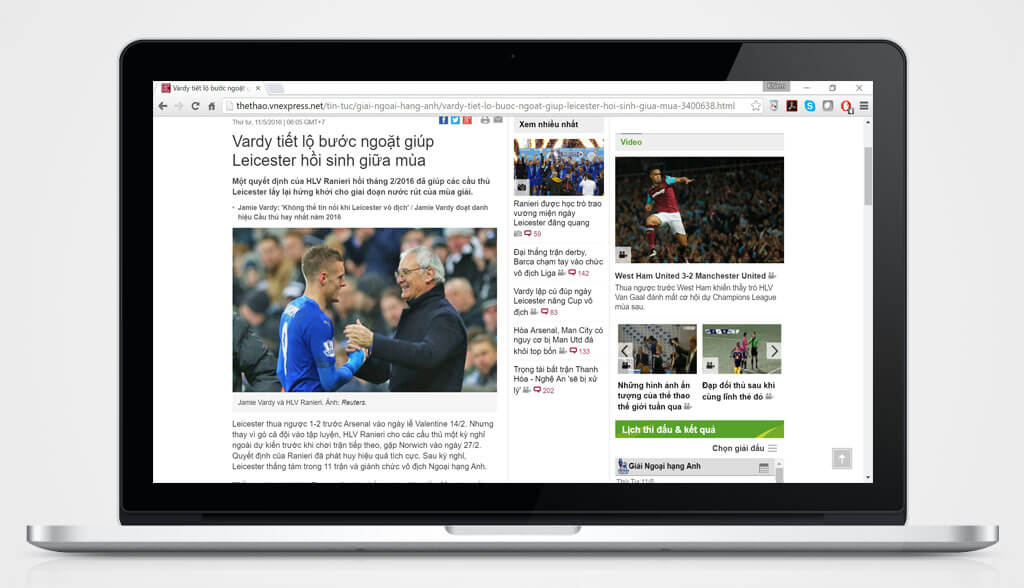 Vardy tiết lộ bước ngoặt g
Khiem
thethao.vnexpress.net/tin-tuc/giai-ngoai-hang-anh/vardy-tiet-lo-buoc-ngoat-giup-leicester-hoi-sinh-giua-mua-3400638.html
Thứ tư, 11/5/2016 | 06:05 GMT+7
Vardy tiết lộ bước ngoặt giúp
Leicester hồi sinh giữa mùa
Một quyết định của HLV Ranieri hồi tháng 2/2016 đã giúp các cầu thủ
Leicester lấy lại hứng khởi cho giai đoạn nước rút của mùa giải.
Jamie Vardy: 'Không thể tin nổi khi Leicester vô địch' / Jamie Vardy đoạt danh
hiệu Cầu thủ hay nhất năm 2016
Jamie Vardy và HLV Ranieri. Ảnh: Reuters.
Leicester thua ngược 1-2 trước Arsenal vào ngày lễ Valentine 14/2. Nhưng
thay vì gò cả đội vào tập luyện, HLV Ranieri cho các cầu thủ một kỳ nghỉ
ngoài dự kiến trước khi chơi trận tiếp theo, gặp Norwich vào ngày 27/2.
Quyết định của Ranieri đã phát huy hiệu quả tích cực. Sau kỳ nghỉ,
Leicester thắng tám trong 11 trận và giành chức vô địch Ngoại hạng Anh.
Xem nhiều nhất
Ranieri được học trò trao
vương miện ngày
Leicester đăng quang
59
Đại thắng trận derby,
Barca chạm tay vào chức
vô địch Liga 142
Vardy lập cú đúp ngày
Leicester nâng Cup vô
địch 83
Hòa Arsenal, Man City có
nguy cơ bị Man Utd đá
khỏi top bốn 133
Trọng tài bắt trận Thanh
Hóa - Nghệ An 'sẽ bị xử
lý' 202
Video
West Ham United 3-2 Manchester United
Thua ngược trước West Ham khiến thầy trò HLV
Van Gaal đánh mất cơ hội dự Champions League
mùa sau.
Những hình ảnh ấn
tượng của thể thao
thế giới tuần qua
Đạp đối thủ sau khi
cùng lĩnh thẻ đỏ
Lịch thi đấu & kết quả
Chọn giải đấu
Giải Ngoại hạng Anh